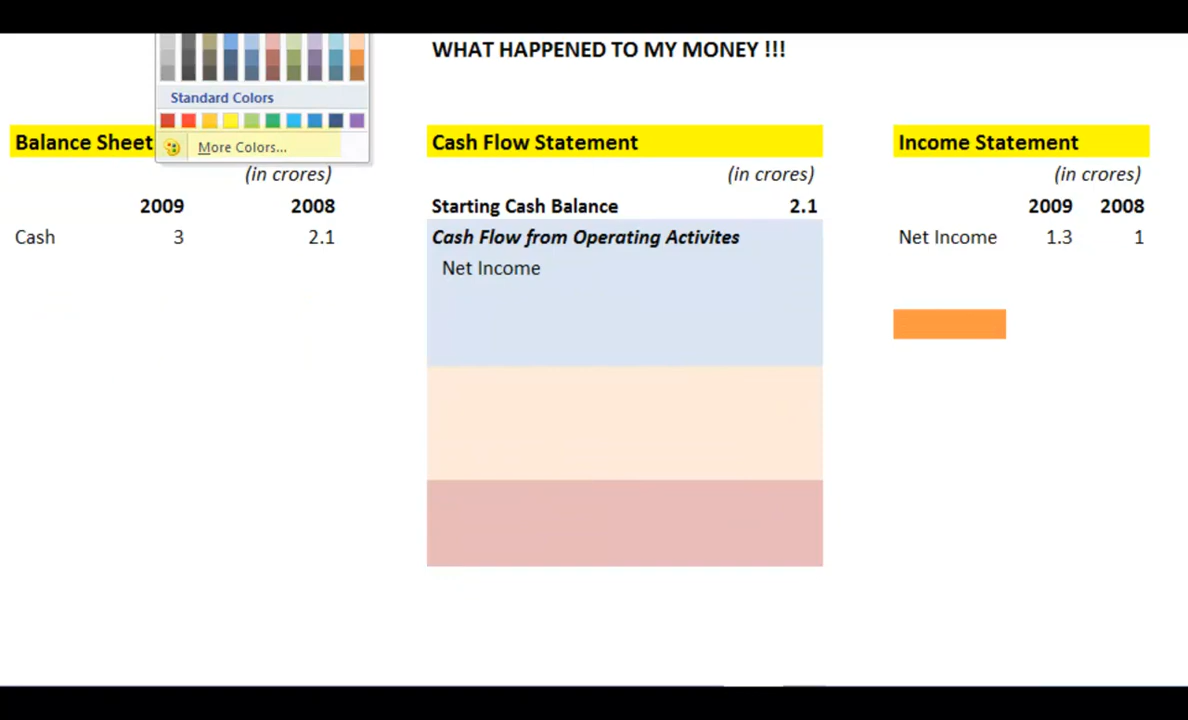 WHAT HAPPENED TO MY MONEY !!!
Standard Colors
More Colors...
Balance Sheet
Cash Flow Statement
Income Statement
(in crores)
(in crores)
(in crores)
2009 2008
Starting Cash Balance 2.1
2009 2008
Cash 3 2.1
Cash Flow from Operating Activites
Net Income 1.3 1
Net Income